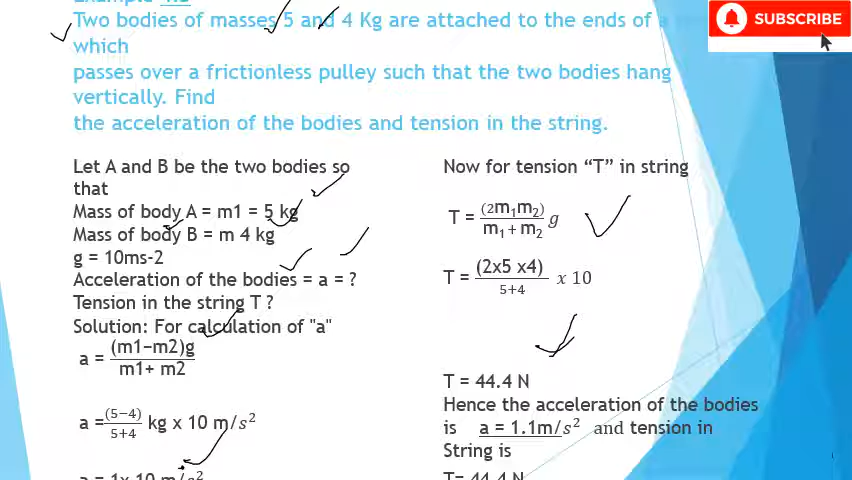 Two bodies of masses 5 and 4 Kg are attached to the ends of a
SUBSCRIBE
which
passes over a frictionless pulley such that the two bodies hang
vertically. Find
the acceleration of the bodies and tension in the string.
Let A and B be the two bodies so
that
Mass of body A = m1 = 5 kg
Mass of body B = m 4 kg
g = 10ms-2
Acceleration of the bodies = a = ?
Tension in the string T ?
Solution: For calculation of "a"
a = (m1−m2)g / m1+ m2
a =(5−4) / 5+4 kg x 10 m/s²
a = 1x 10 m/s²
Now for tension “T” in string
T = (2m₁m₂) / m₁+ m₂ g
T = (2x5 x4) / 5+4 x 10
T = 44.4 N
Hence the acceleration of the bodies
is a = 1.1m/s² and tension in
String is
T= 44.4 N